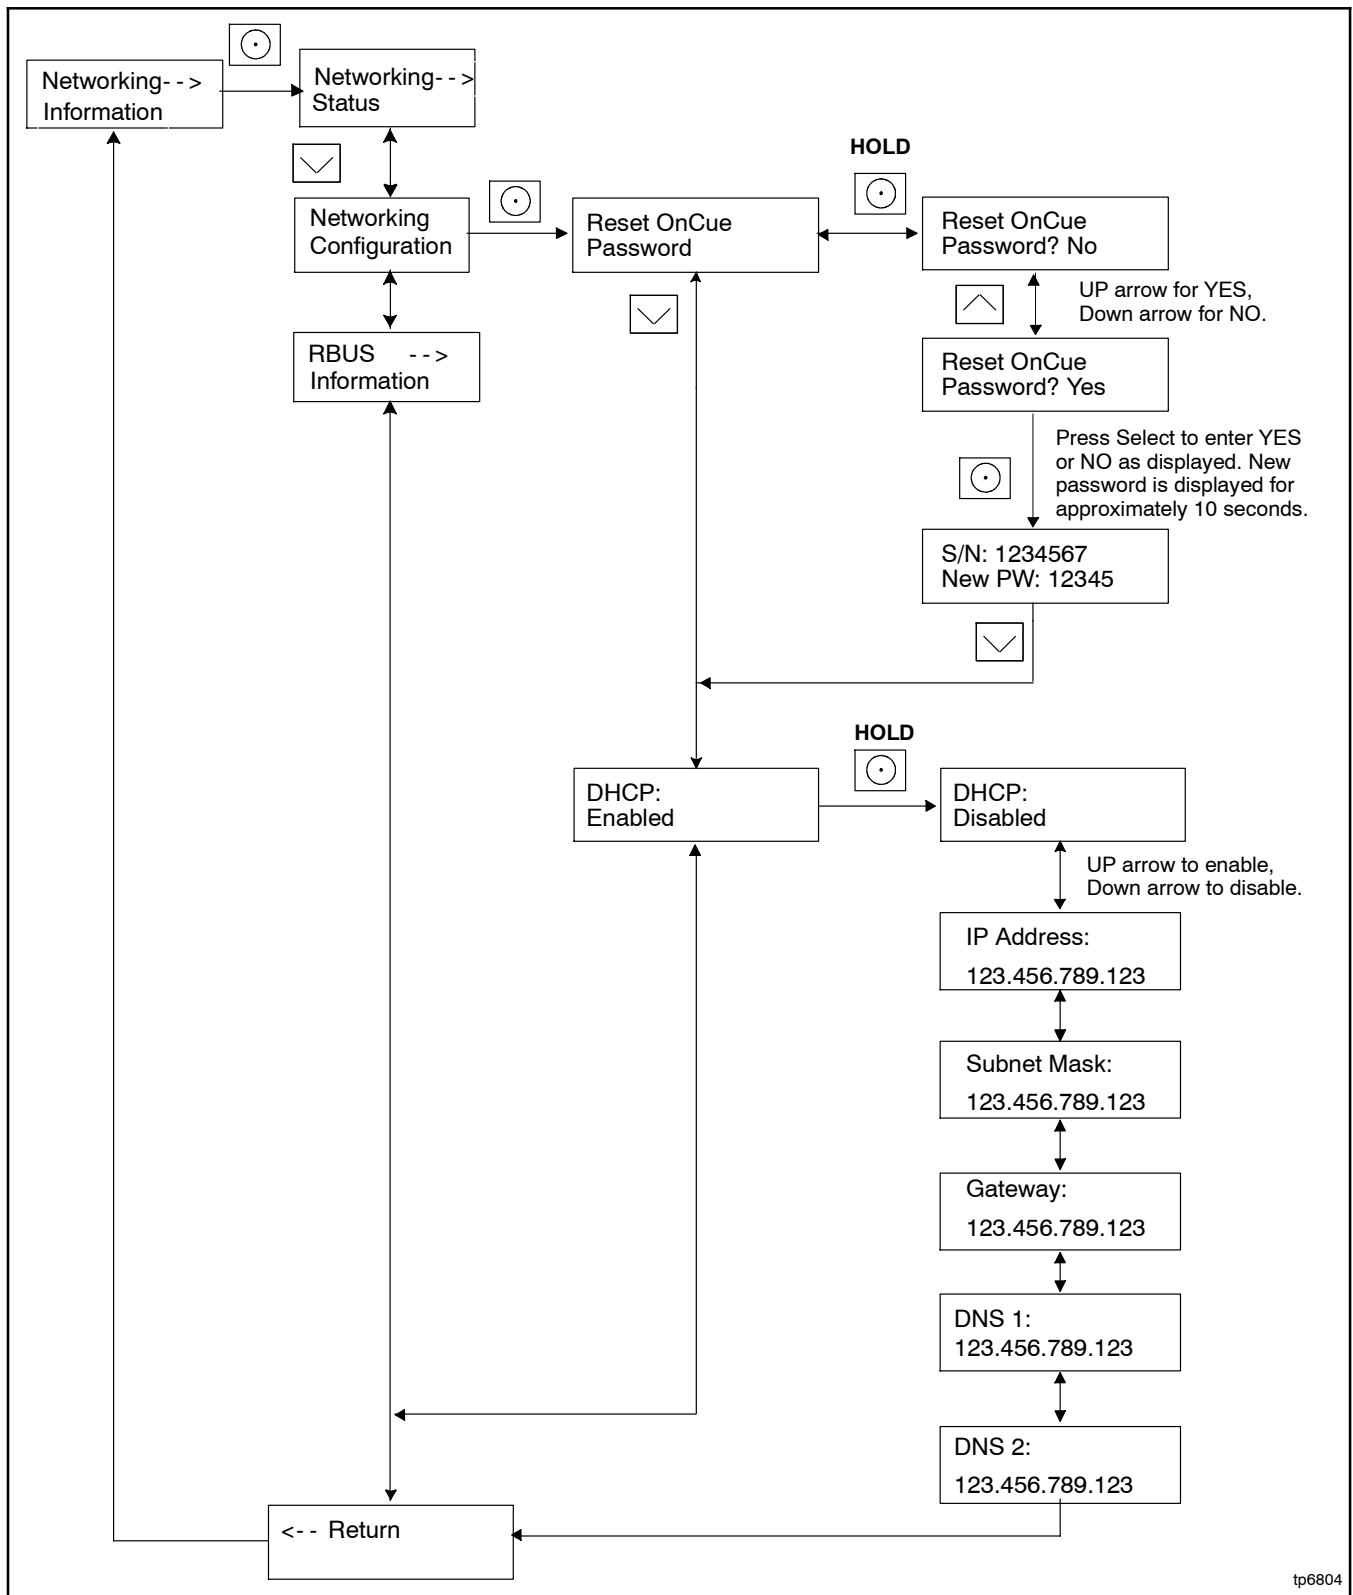 Networking- - >
Information
Networking- - >
Status
HOLD
Networking
Configuration
Reset OnCue
Password
Reset OnCue
Password? No
UP arrow for YES,
Down arrow for NO.
RBUS - - >
Information
Reset OnCue
Password? Yes
Press Select to enter YES
or NO as displayed. New
password is displayed for
approximately 10 seconds.
S/N: 1234567
New PW: 12345
HOLD
DHCP:
Enabled
DHCP:
Disabled
UP arrow to enable,
Down arrow to disable.
IP Address:
123.456.789.123
Subnet Mask:
123.456.789.123
Gateway:
123.456.789.123
DNS 1:
123.456.789.123
DNS 2:
123.456.789.123
<- - Return
tp6804